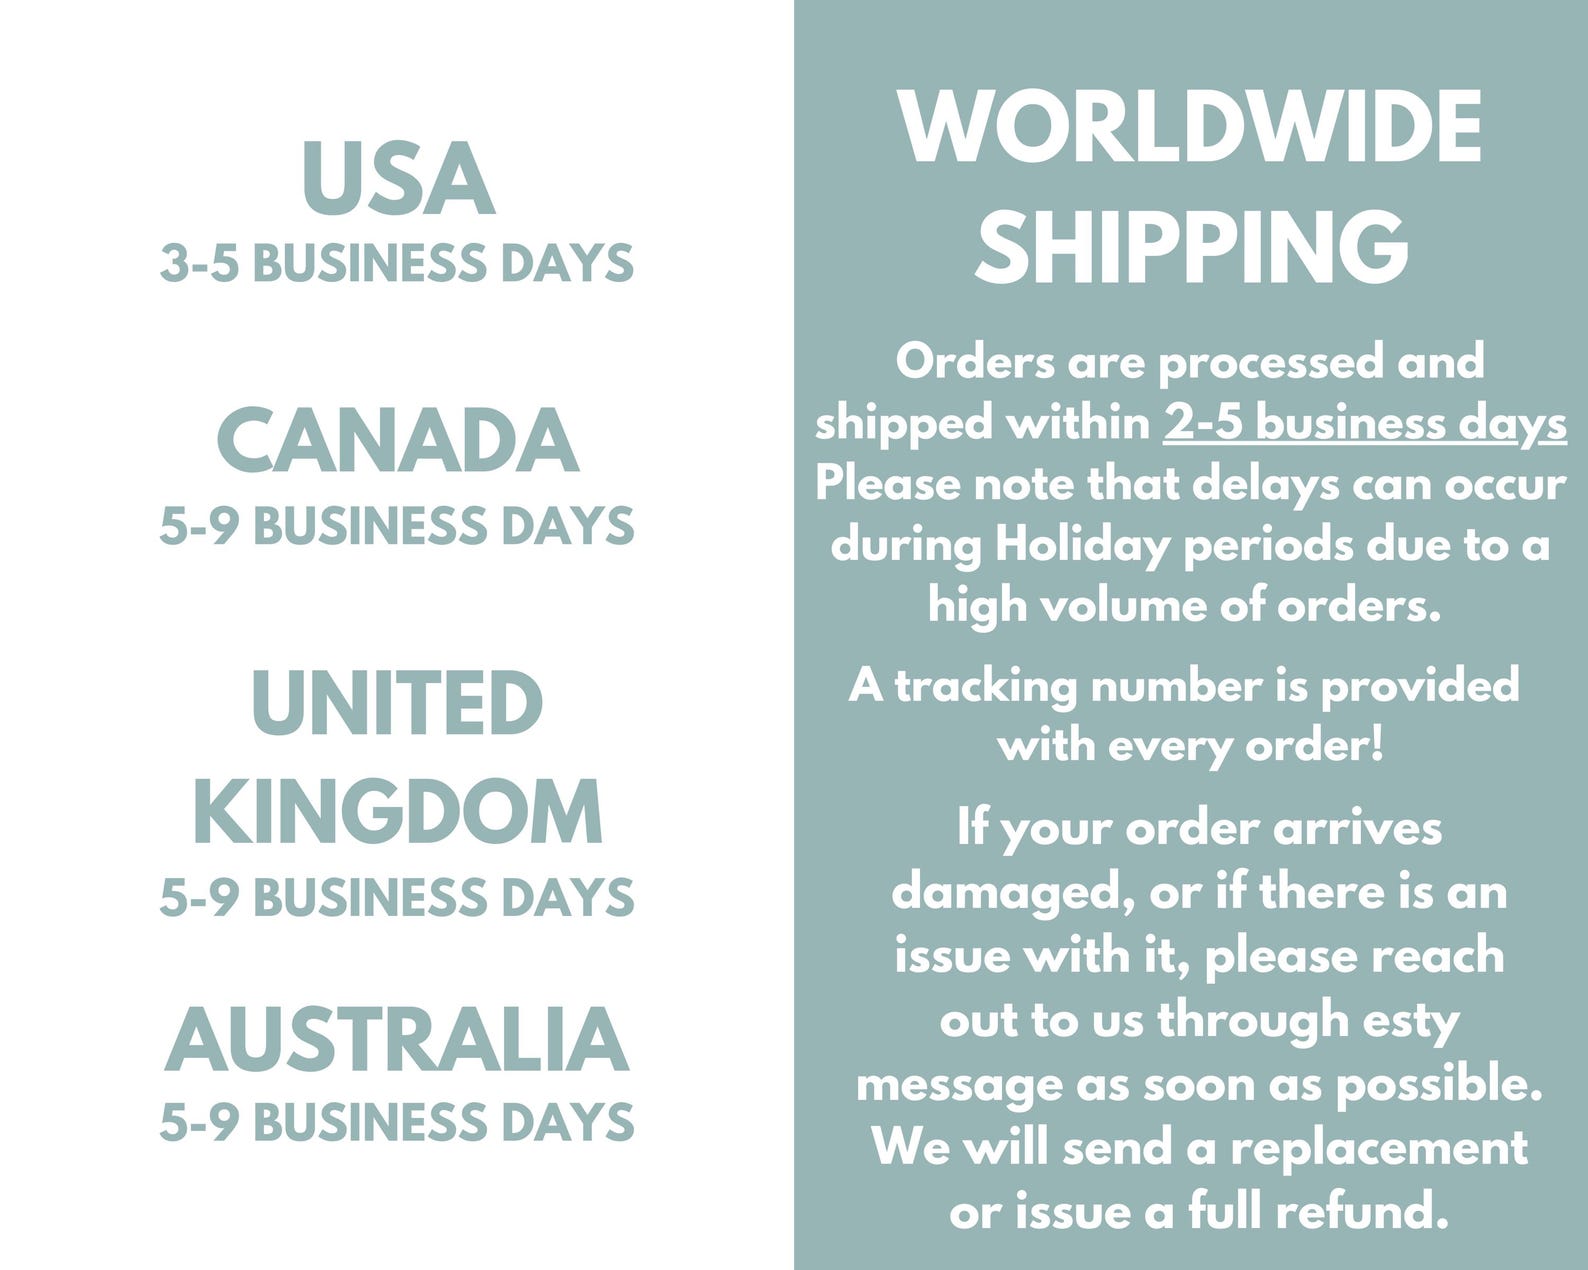 USA
3-5 BUSINESS DAYS
CANADA
5-9 BUSINESS DAYS
UNITED
KINGDOM
5-9 BUSINESS DAYS
AUSTRALIA
5-9 BUSINESS DAYS
WORLDWIDE
SHIPPING
Orders are processed and
shipped within 2-5 business days
Please note that delays can occur
during Holiday periods due to a
high volume of orders.
A tracking number is provided
with every order!
If your order arrives
damaged, or if there is an
issue with it, please reach
out to us through esty
message as soon as possible.
We will send a replacement
or issue a full refund.